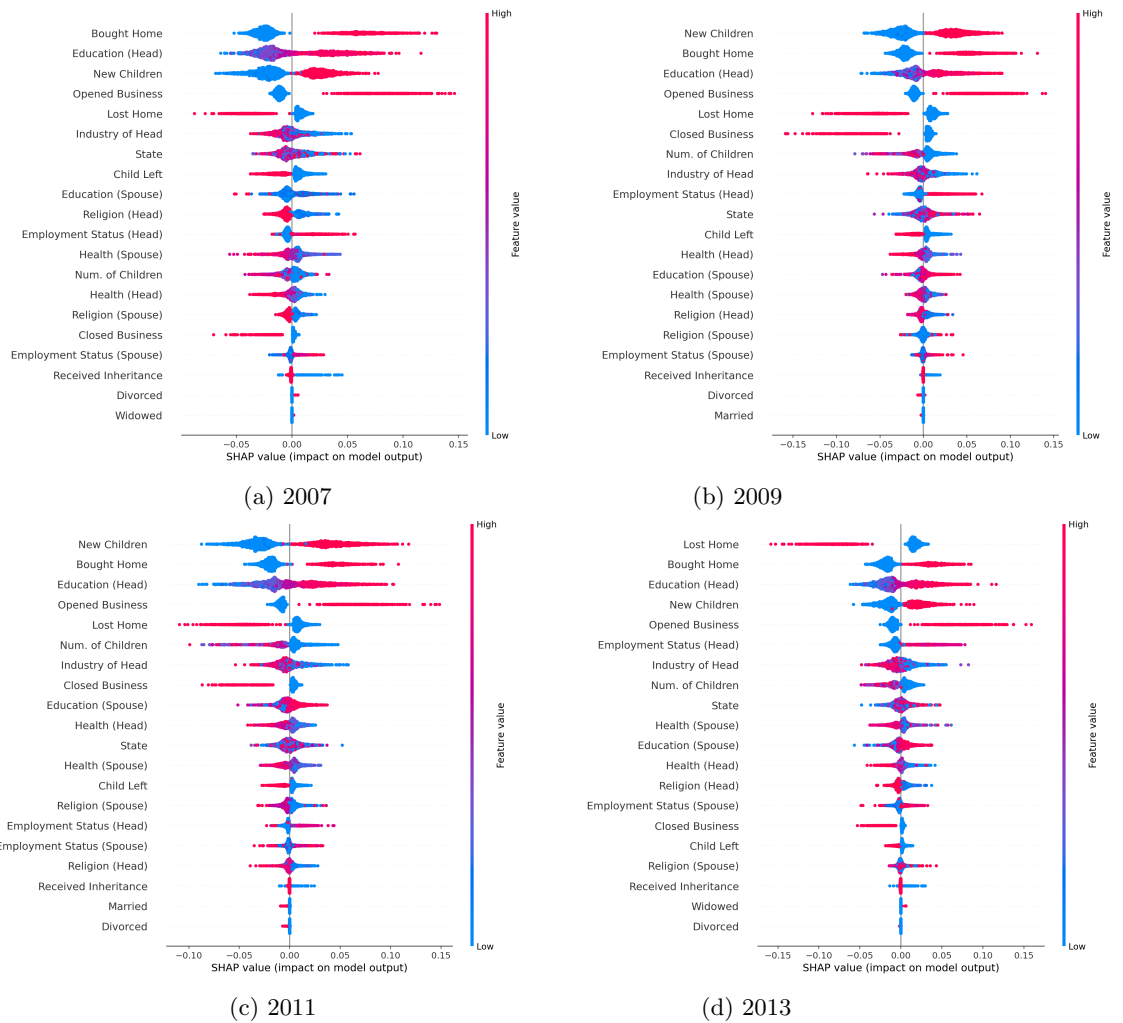 High
Bought Home
Education (Head)
New Children
Opened Business
Lost Home
Industry of Head
State
Child Left
Education (Spouse)
Religion (Head)
Employment Status (Head)
Health (Spouse)
Num. of Children
Health (Head)
Religion (Spouse)
Closed Business
Employment Status (Spouse)
Received Inheritance
Divorced
Widowed
Feature value
Low
−0.05 0.00 0.05 0.10 0.15
SHAP value (impact on model output)
(a) 2007
High
New Children
Bought Home
Education (Head)
Opened Business
Lost Home
Closed Business
Num. of Children
Industry of Head
Employment Status (Head)
State
Child Left
Health (Head)
Education (Spouse)
Health (Spouse)
Religion (Head)
Religion (Spouse)
Employment Status (Spouse)
Received Inheritance
Divorced
Married
Feature value
Low
−0.15 −0.10 −0.05 0.00 0.05 0.10 0.15
SHAP value (impact on model output)
(b) 2009
High
New Children
Bought Home
Education (Head)
Opened Business
Lost Home
Num. of Children
Industry of Head
Closed Business
Education (Spouse)
Health (Head)
State
Health (Spouse)
Child Left
Religion (Spouse)
Employment Status (Head)
Employment Status (Spouse)
Religion (Head)
Received Inheritance
Married
Divorced
Feature value
Low
−0.10 −0.05 0.00 0.05 0.10 0.15
SHAP value (impact on model output)
(c) 2011
High
Lost Home
Bought Home
Education (Head)
New Children
Opened Business
Employment Status (Head)
Industry of Head
Num. of Children
State
Health (Spouse)
Education (Spouse)
Health (Head)
Religion (Head)
Employment Status (Spouse)
Closed Business
Child Left
Religion (Spouse)
Received Inheritance
Widowed
Divorced
Feature value
Low
−0.15 −0.10 −0.05 0.00 0.05 0.10 0.15
SHAP value (impact on model output)
(d) 2013